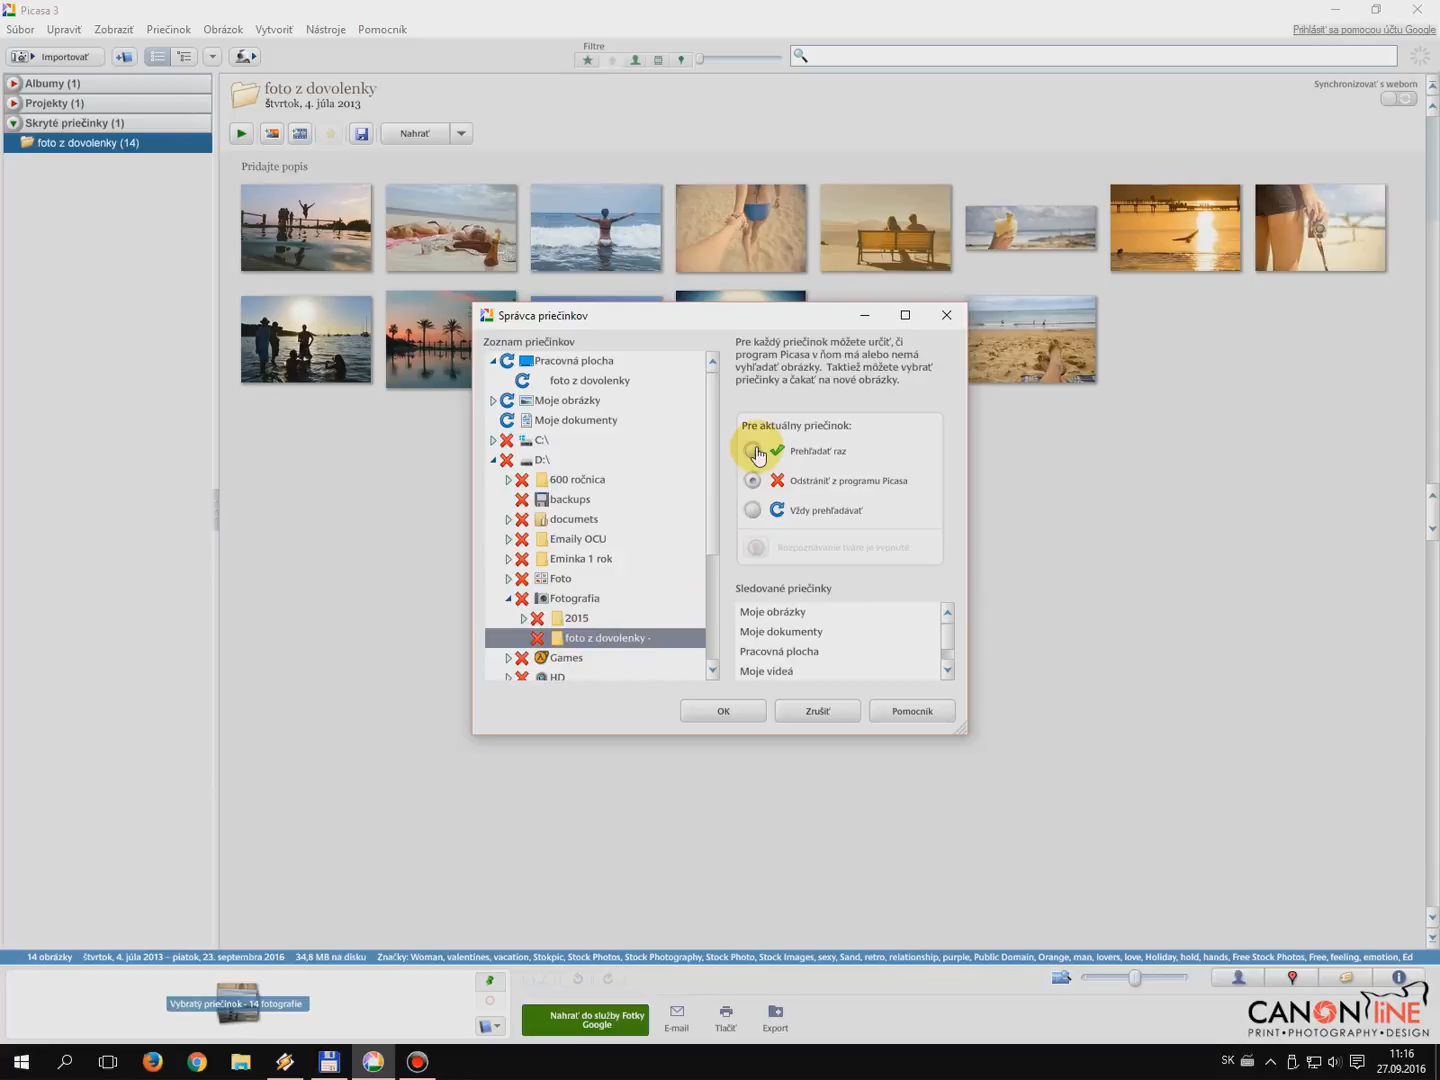 Picasa 3
Súbor Upraviť Zobraziť Priečinok Obrázok Vytvoriť Nástroje Pomocník
Prihlásiť sa pomocou účtu Google
Importovať
Filtre
Albumy (1)
Projekty (1)
Skryté priečinky (1)
foto z dovolenky (14)
foto z dovolenky
štvrtok, 4. júla 2013
Synchronizovať s webom
Nahrať
Pridajte popis
Správca priečinkov
Zoznam priečinkov
Pracovná plocha
foto z dovolenky
Moje obrázky
Moje dokumenty
C:\
D:\
600 ročnica
backups
documets
Emaily OCU
Eminka 1 rok
Foto
Fotografia
2015
foto z dovolenky -
Games
HD
Pre každý priečinok môžete určiť, či
program Picasa v ňom má alebo nemá
vyhľadať obrázky. Taktiež môžete vybrať
priečinky a čakať na nové obrázky.
Pre aktuálny priečinok:
Prehľadať raz
Odstrániť z programu Picasa
Vždy prehľadávať
Rozpoznávanie tváre je vypnuté
Sledované priečinky
Moje obrázky
Moje dokumenty
Pracovná plocha
Moje videá
OK Zrušiť Pomocník
14 obrázky štvrtok, 4. júla 2013 – piatok, 23. septembra 2016 34,8 MB na disku Značky: Woman, valentines, vacation, Stokpic, Stock Photos, Stock Photography, Stock Photo, Stock Images, sexy, Sand, retro, relationship, purple, Public Domain, Orange, man, lovers, love, Holiday, hold, hands, Free Stock Photos, Free, feeling, emotion, Ed
Vybratý priečinok - 14 fotografie
Nahrať do služby Fotky
Google
E-mail Tlačiť Export
CANONLINE
PRINT•PHOTOGRAPHY•DESIGN
SK
11:16
27.09.2016